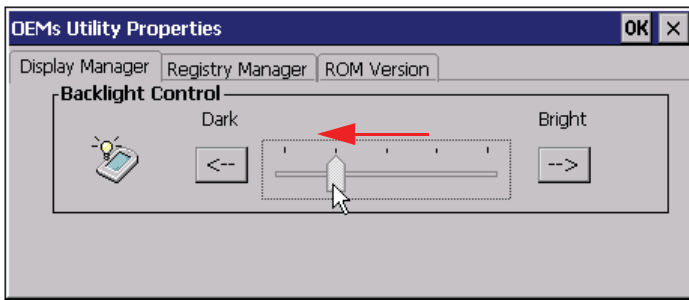 OEMs Utility Properties OK ×
Display Manager Registry Manager ROM Version
Backlight Control
Dark Bright
<-- -->